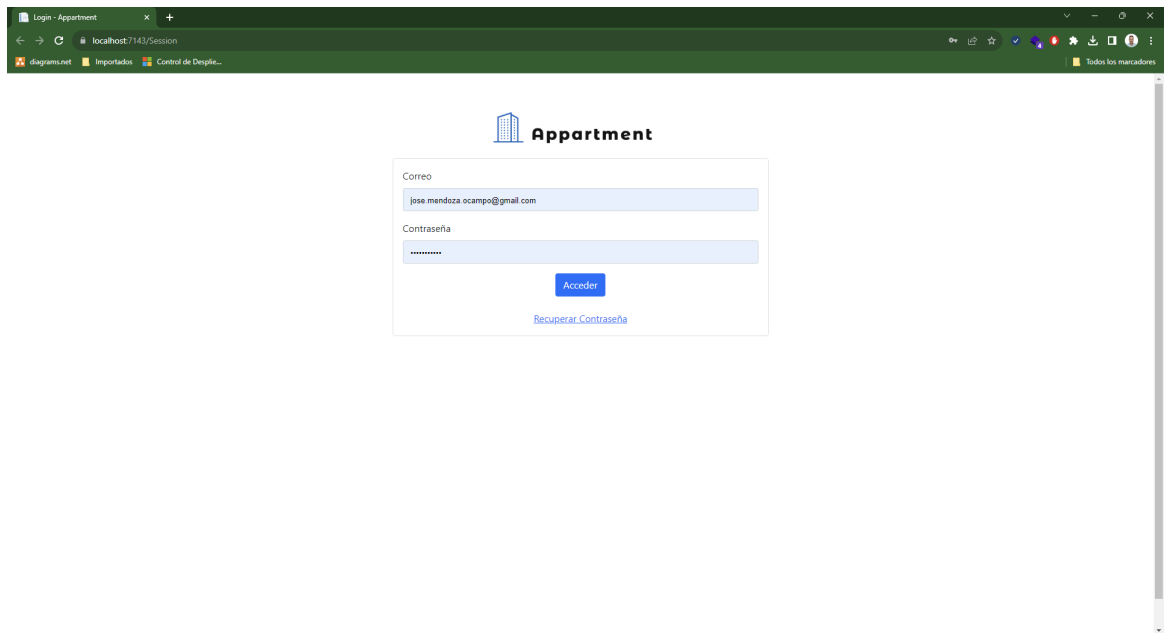 Login - Appartment
localhost:7143/Session
4
diagrams.net
Importados
Control de Desplie...
Todos los marcadores
Appartment
Correo
jose.mendoza.ocampo@gmail.com
Contraseña
Acceder
Recuperar Contraseña